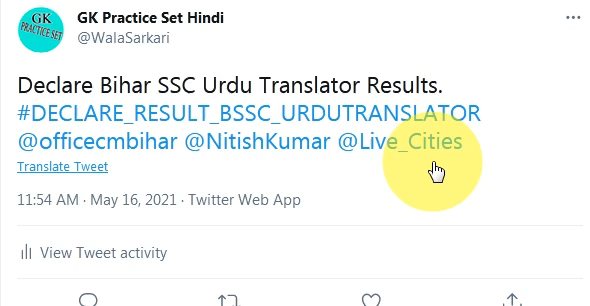 GK
PRACTICE SET
GK Practice Set Hindi
@WalaSarkari
Declare Bihar SSC Urdu Translator Results.
#DECLARE_RESULT_BSSC_URDUTRANSLATOR
@officecmbihar @NitishKumar @Live_Cities
Translate Tweet
11:54 AM · May 16, 2021 · Twitter Web App
View Tweet activity